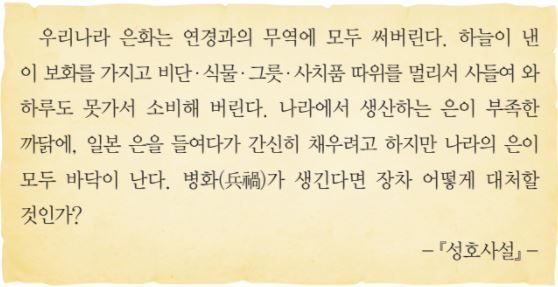 우리나라 은화는 연경과의 무역에 모두 써버린다. 하늘이 낸
이 보화를 가지고 비단·식물·그릇·사치품 따위를 멀리서 사들여 와
하루도 못가서 소비해 버린다. 나라에서 생산하는 은이 부족한
까닭에, 일본 은을 들여다가 간신히 채우려고 하지만 나라의 은이
모두 바닥이 난다. 병화(兵禍)가 생긴다면 장차 어떻게 대처할
것인가?
－『성호사설』－